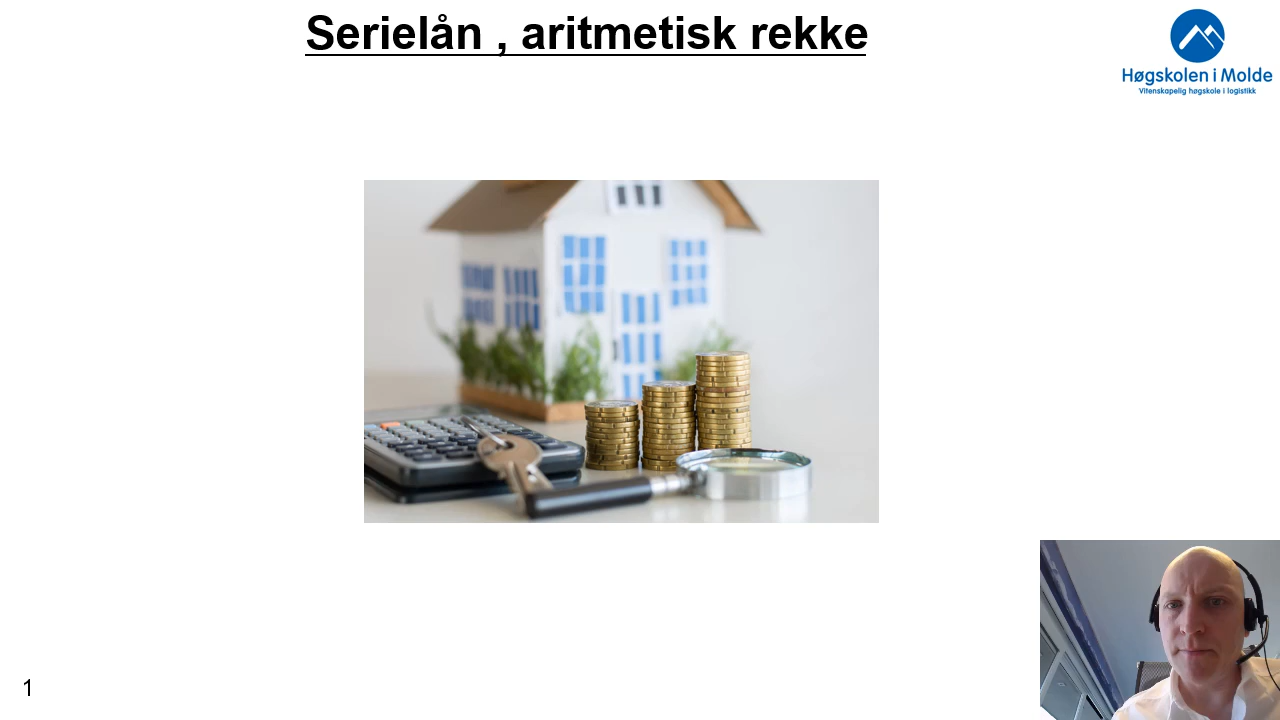 Serielån , aritmetisk rekke
Høgskolen i Molde
Vitenskapelig høgskole i logistikk
1